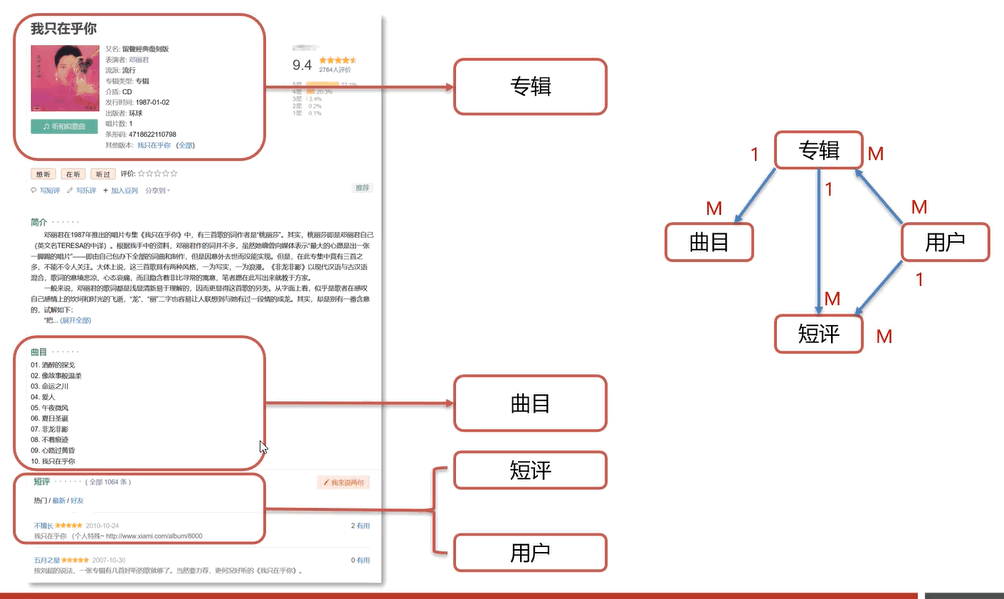 我只在乎你
又名: 留聲經典復刻版
表演者: 邓丽君
流派: 流行
专辑类型: 专辑
介质: CD
发行时间: 1987-01-02
出版者: 环球
唱片数: 1
条形码: 4718622110798
其他版本: 我只在乎你 (全部)
听相似歌曲
9.4
2764人评价
4星 20.3%
3星 2.4%
2星 0.2%
1星 0.1%
想听 在听 听过 评价:
写短评 写乐评 + 加入豆列 分享到
推荐
简介 · · · · · ·
邓丽君在1987年推出的唱片专集《我只在乎你》中，有三首歌的词作者是“桃丽莎”。其实，桃丽莎即是邓丽君自己
（英文名TERESA的中译）。根据我手中的资料，邓丽君作的词并不多，虽然她曾向媒体表示“最大的心愿是出一张
一脚踢的唱片”——即由自己包办下全部的词曲和制作，但是因意外去世而没能实现。但是，在此专集中竟有三首之
多，不能不令人关注。大体上说，这三首歌具有两种风格，一为写实，一为浪漫。《非龙非影》以现代汉语与古汉语
混合，歌词的意境悲凉，心态哀痛，而且隐含着非比寻常的寓意，笔者愿在此写出来就教于方家。
一般来说，邓丽君的歌词都是浅显清新易于理解的，因而更显得这首歌的另类。从字面上看，似乎是歌者在感叹
自己感情上的坎坷和时光的飞逝，“龙”、“丽”二字也容易让人联想到与她有过一段情的成龙。其实，却是别有一番含意
的，试解如下：
“把... (展开全部)
曲目 · · · · · ·
01. 酒醉的探戈
02. 像故事般温柔
03. 命运之川
04. 爱人
05. 午夜微风
06. 夏日圣诞
07. 非龙非影
08. 不着痕迹
09. 心路过黄昏
10. 我只在乎你
短评 · · · · · · ( 全部 1064 条 )
我来说两句
热门 / 最新 / 好友
不擅长 2010-10-24 2 有用
我只在乎你 （个人特殊~ http://www.xiami.com/album/8000
五月之星 2007-10-30 0 有用
按刘韶的说法，一张专辑有几首好听的歌就够了。当然要力荐，更何况好听的《我只在乎你》。
专辑
曲目
短评
用户
专辑
1
M
1
M
M
曲目
用户
1
M
短评
M